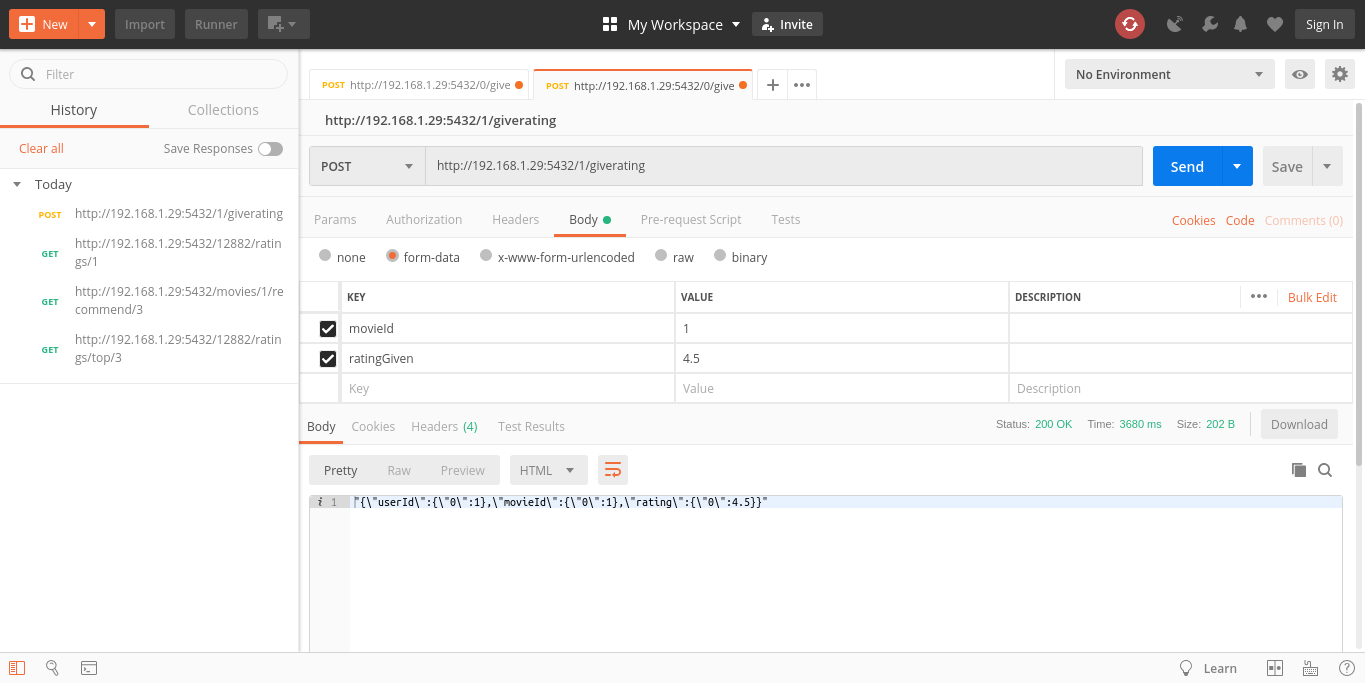 New Import Runner My Workspace Invite Sign In
Filter
History Collections
Clear all Save Responses
Today
POST http://192.168.1.29:5432/1/giverating
GET http://192.168.1.29:5432/12882/ratin
gs/1
GET http://192.168.1.29:5432/movies/1/re
commend/3
GET http://192.168.1.29:5432/12882/ratin
gs/top/3
POST http://192.168.1.29:5432/0/give POST http://192.168.1.29:5432/0/give No Environment
http://192.168.1.29:5432/1/giverating
POST http://192.168.1.29:5432/1/giverating Send Save
Params Authorization Headers Body Pre-request Script Tests Cookies Code Comments (0)
none form-data x-www-form-urlencoded raw binary
KEY VALUE DESCRIPTION Bulk Edit
movieId 1
ratingGiven 4.5
Key Value Description
Body Cookies Headers (4) Test Results Status: 200 OK Time: 3680 ms Size: 202 B Download
Pretty Raw Preview HTML
i 1 "{\"userId\":{\"0\":1},\"movieId\":{\"0\":1},\"rating\":{\"0\":4.5}}"
Learn